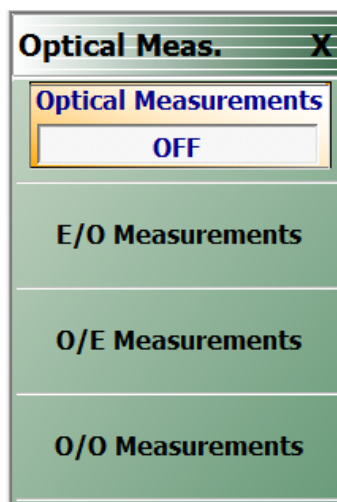 Optical Meas. X
Optical Measurements
OFF
E/O Measurements
O/E Measurements
O/O Measurements